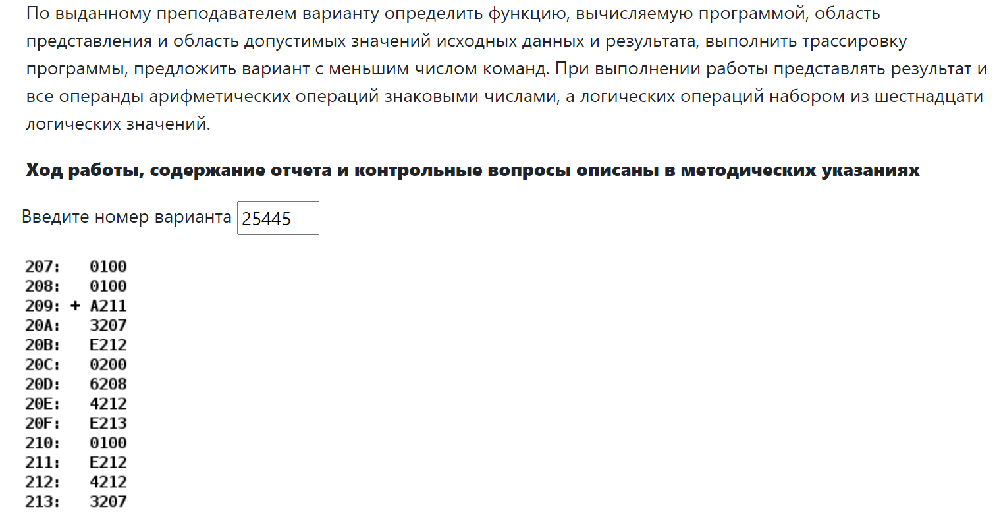 По выданному преподавателем варианту определить функцию, вычисляемую программой, область
представления и область допустимых значений исходных данных и результата, выполнить трассировку
программы, предложить вариант с меньшим числом команд. При выполнении работы представлять результат и
все операнды арифметических операций знаковыми числами, а логических операций набором из шестнадцати
логических значений.
Ход работы, содержание отчета и контрольные вопросы описаны в методических указаниях
Введите номер варианта 25445
207: 0100
208: 0100
209: + A211
20A: 3207
20B: E212
20C: 0200
20D: 6208
20E: 4212
20F: E213
210: 0100
211: E212
212: 4212
213: 3207